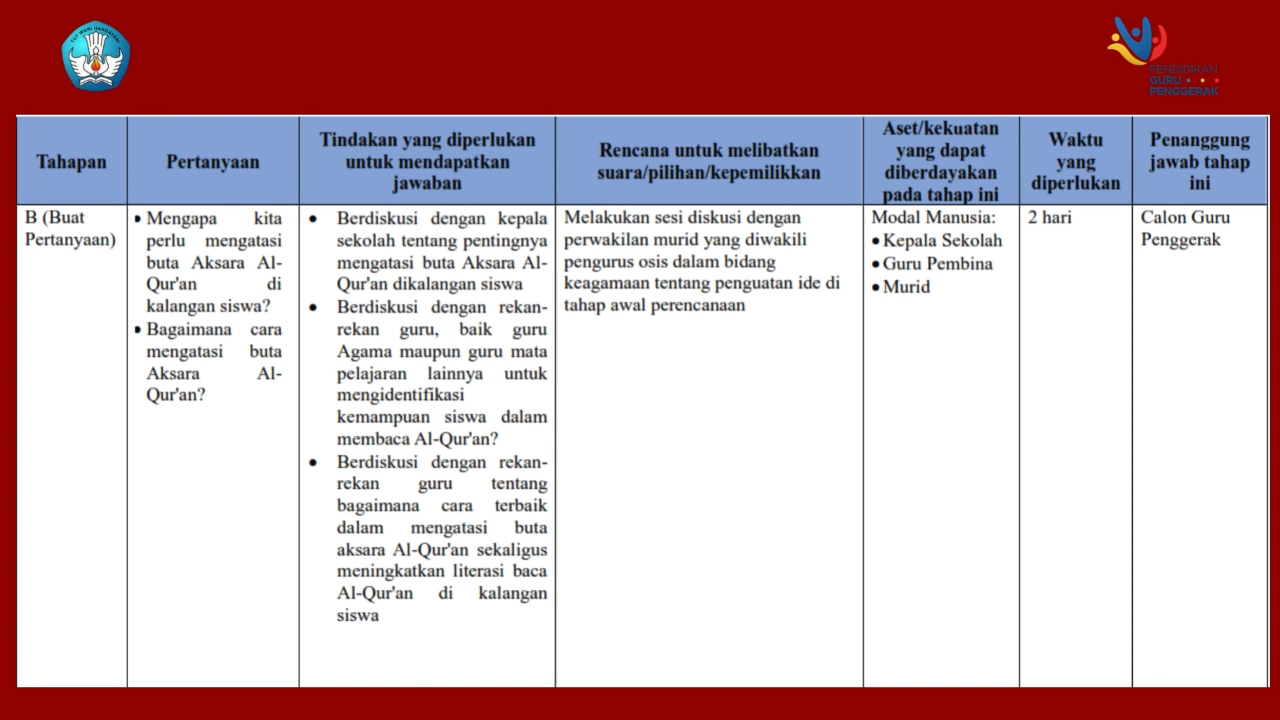 TUT WURI HANDAYANI
PENDIDIKAN
GURU
PENGGERAK
Tahapan
Pertanyaan
Tindakan yang diperlukan
untuk mendapatkan
jawaban
Rencana untuk melibatkan
suara/pilihan/kepemilikkan
Aset/kekuatan
yang dapat
diberdayakan
pada tahap ini
Waktu
yang
diperlukan
Penanggung
jawab tahap
ini
B (Buat
Pertanyaan)
• Mengapa kita
perlu mengatasi
buta Aksara Al-
Qur'an di
kalangan siswa?
• Bagaimana cara
mengatasi buta
Aksara Al-
Qur'an?
• Berdiskusi dengan kepala
sekolah tentang pentingnya
mengatasi buta Aksara Al-
Qur'an dikalangan siswa
• Berdiskusi dengan rekan-
rekan guru, baik guru
Agama maupun guru mata
pelajaran lainnya untuk
mengidentifikasi
kemampuan siswa dalam
membaca Al-Qur'an?
• Berdiskusi dengan rekan-
rekan guru tentang
bagaimana cara terbaik
dalam mengatasi buta
aksara Al-Qur'an sekaligus
meningkatkan literasi baca
Al-Qur'an di kalangan
siswa
Melakukan sesi diskusi dengan
perwakilan murid yang diwakili
pengurus osis dalam bidang
keagamaan tentang penguatan ide di
tahap awal perencanaan
Modal Manusia:
• Kepala Sekolah
• Guru Pembina
• Murid
2 hari
Calon Guru
Penggerak